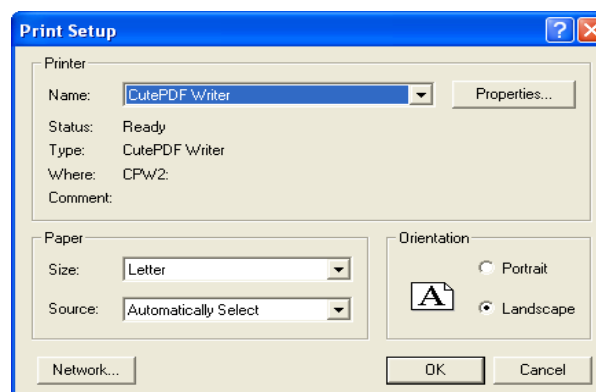 Print Setup
Printer
Name: CutePDF Writer Properties...
Status: Ready
Type: CutePDF Writer
Where: CPW2:
Comment:
Paper Orientation
Size: Letter Portrait
A
Source: Automatically Select Landscape
Network... OK Cancel